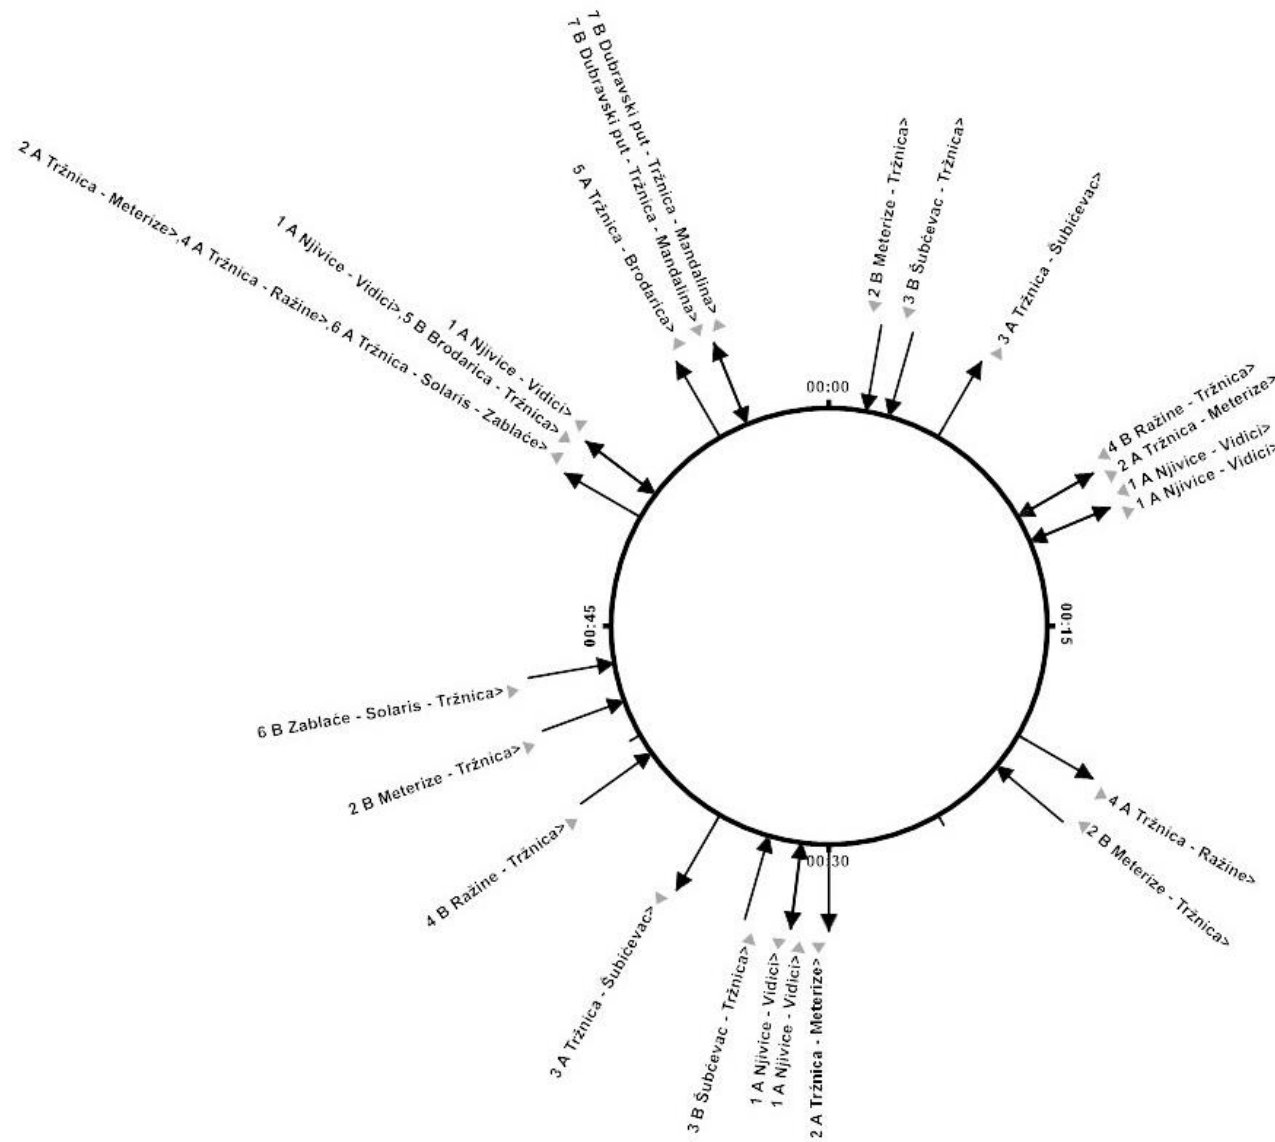 00:00
2 B Meterize - Tržnica>
3 B Šubćevac - Tržnica>
3 A Tržnica - Šubićevac>
4 B Ražine - Tržnica>
2 A Tržnica - Meterize>
1 A Njivice - Vidici>
1 A Njivice - Vidici>
00:15
4 A Tržnica - Ražine>
2 B Meterize - Tržnica>
00:30
2 A Tržnica - Meterize>
1 A Njivice - Vidici>
1 A Njivice - Vidici>
3 B Šubćevac - Tržnica>
3 A Tržnica - Šubićevac>
4 B Ražine - Tržnica>
2 B Meterize - Tržnica>
6 B Zablaće - Solaris - Tržnica>
00:45
2 A Tržnica - Meterize>,4 A Tržnica - Ražine>,6 A Tržnica - Solaris - Zablaće>
1 A Njivice - Vidici>,5 B Brodarica - Tržnica>
1 A Njivice - Vidici>
5 A Tržnica - Brodarica>
7 B Dubravski put - Tržnica - Mandalina>
7 B Dubravski put - Tržnica - Mandalina>